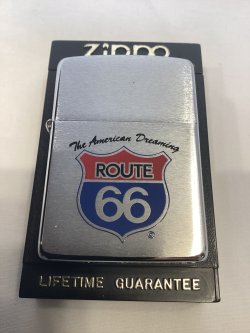 Zippo
The American Dreaming
ROUTE
66
LIFETIME GUARANTEE